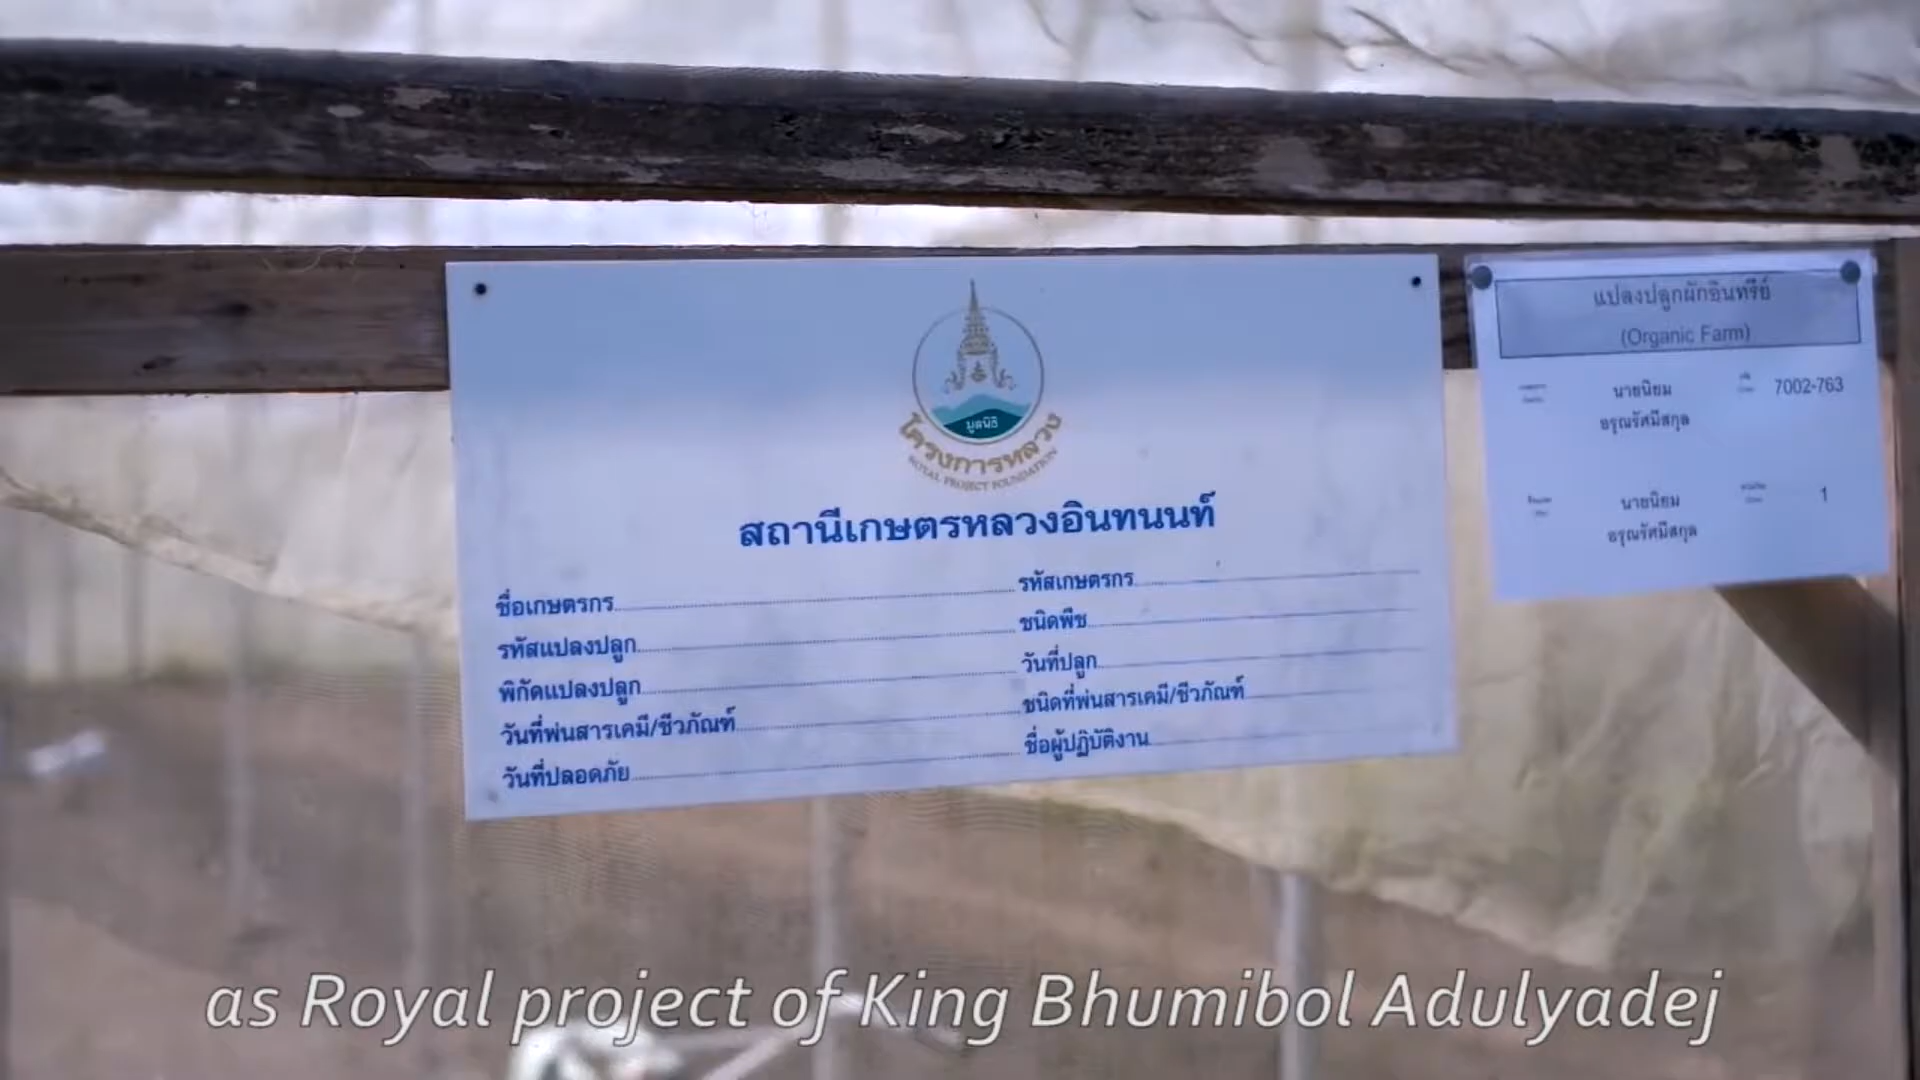 มูลนิธิ
โครงการหลวง
ROYAL PROJECT FOUNDATION
สถานีเกษตรหลวงอินทนนท์
ชื่อเกษตรกร
รหัสเกษตรกร
รหัสแปลงปลูก
ชนิดพืช
พิกัดแปลงปลูก
วันที่ปลูก
วันที่พ่นสารเคมี/ชีวภัณฑ์
ชนิดที่พ่นสารเคมี/ชีวภัณฑ์
วันที่ปลอดภัย
ชื่อผู้ปฏิบัติงาน
แปลงปลูกผักอินทรีย์
(Organic Farm)
นายนิยม
7002-763
อรุณรัศมีสกุล
นายนิยม
1
อรุณรัศมีสกุล
as Royal project of King Bhumibol Adulyadej